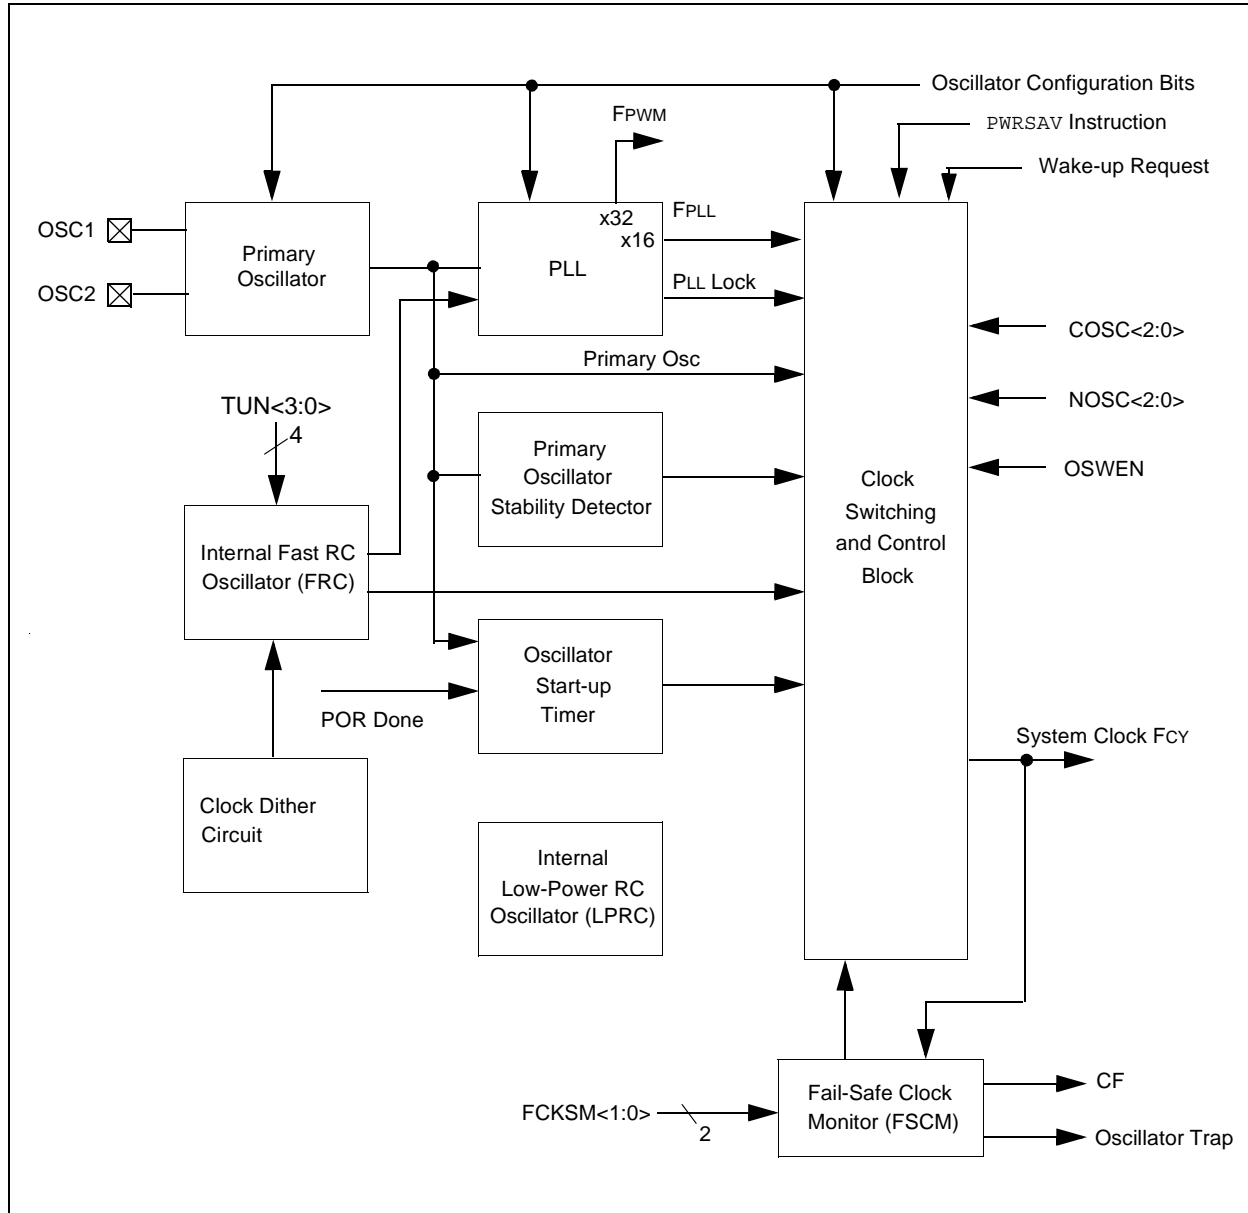 Oscillator Configuration Bits
FPWM
PWRSAV Instruction
Wake-up Request
OSC1
OSC2
Primary
Oscillator
PLL
x32
x16
FPLL
PLL Lock
Primary Osc
COSC<2:0>
NOSC<2:0>
OSWEN
TUN<3:0>
4
Primary
Oscillator
Stability Detector
Clock
Switching
and Control
Block
Internal Fast RC
Oscillator (FRC)
Oscillator
Start-up
Timer
POR Done
System Clock FCY
Clock Dither
Circuit
Internal
Low-Power RC
Oscillator (LPRC)
Fail-Safe Clock
Monitor (FSCM)
FCKSM<1:0>
2
CF
Oscillator Trap